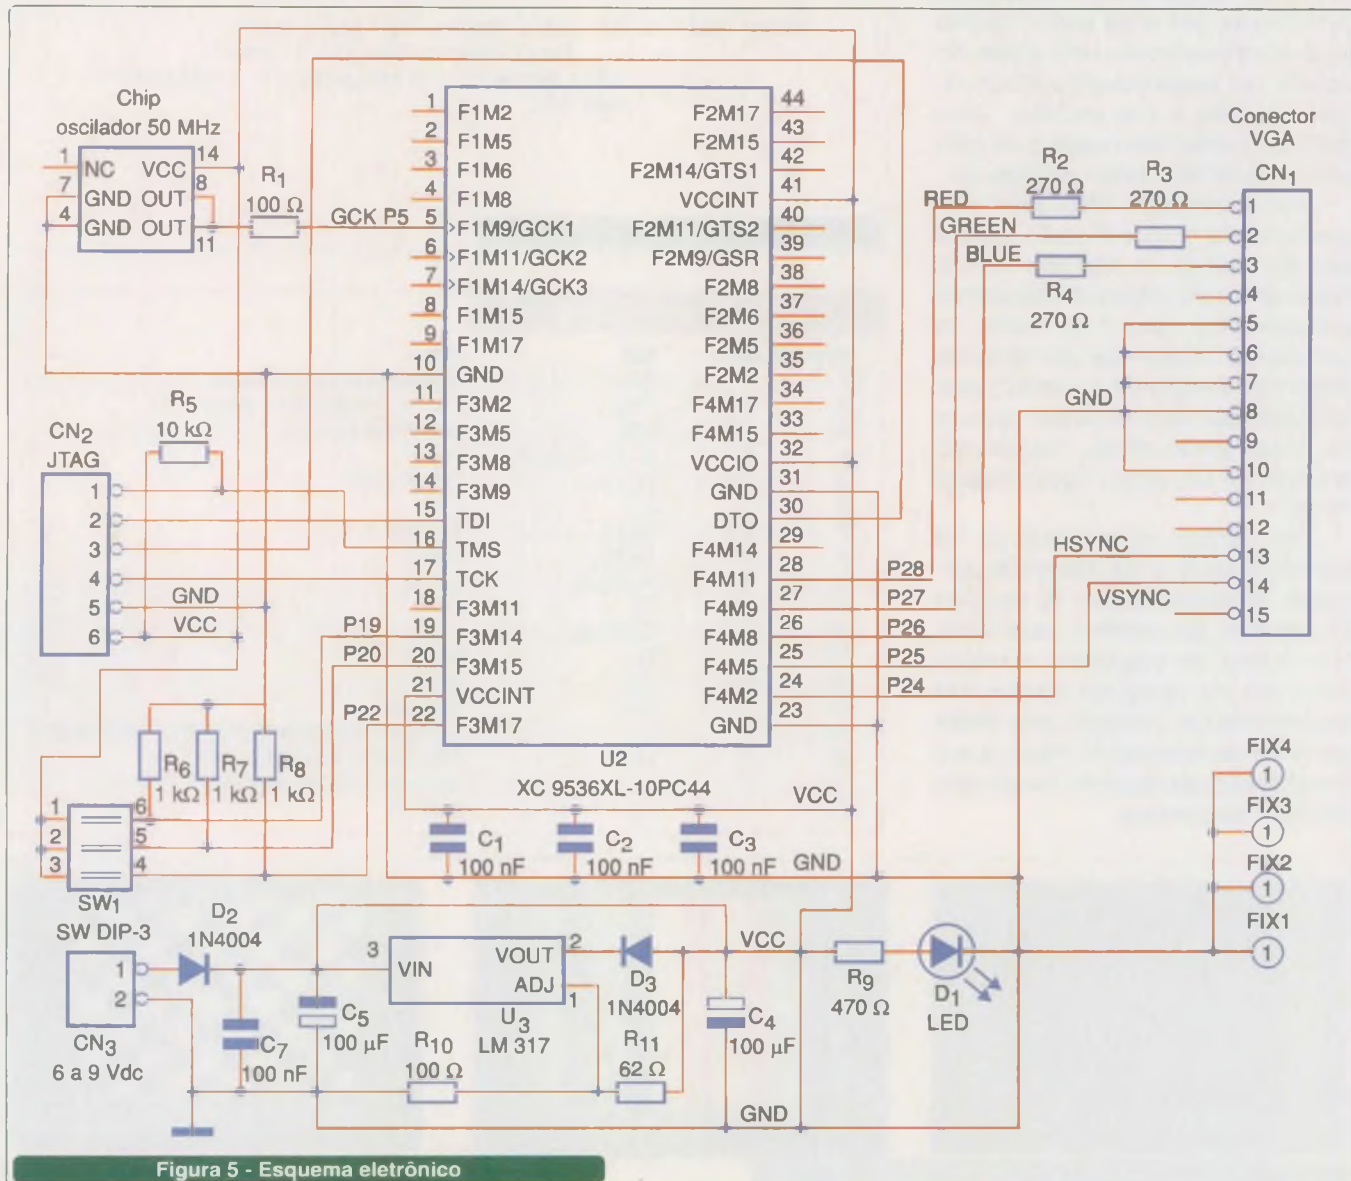 Chip
oscilador 50 MHz
1 NC VCC 14
7 GND OUT 8
4 GND OUT 11
R1
100 Ω
GCK P5
1 F1M2
2 F1M5
3 F1M6
4 F1M8
5 F1M9/GCK1
6 F1M11/GCK2
7 F1M14/GCK3
8 F1M15
9 F1M17
10 GND
11 F3M2
12 F3M5
13 F3M8
14 F3M9
15 TDI
16 TMS
17 TCK
18 F3M11
P19 19 F3M14
P20 20 F3M15
21 VCCINT
P22 22 F3M17
F2M17 44
F2M15 43
F2M14/GTS1 42
VCCINT 41
F2M11/GTS2 40
F2M9/GSR 39
F2M8 38
F2M6 37
F2M5 36
F2M2 35
F4M17 34
F4M15 33
VCCIO 32
GND 31
DTO 30
F4M14 29
F4M11 28 P28
F4M9 27 P27
F4M8 26 P26
F4M5 25 P25
F4M2 24 P24
GND 23
U2
XC 9536XL-10PC44
Conector
VGA
CN1
1
2
3
4
5
6
7
8
9
10
11
12
13
14
15
RED
GREEN
BLUE
R2
270 Ω
R3
270 Ω
R4
270 Ω
GND
HSYNC
VSYNC
R5
10 kΩ
CN2
JTAG
1
2
3
4
5
6
GND
VCC
R6
1 kΩ
R7
1 kΩ
R8
1 kΩ
1 6
2 5
3 4
SW1
SW DIP-3
C1
100 nF
C2
100 nF
C3
100 nF
VCC
GND
FIX4
1
FIX3
1
FIX2
1
FIX1
1
D2
1N4004
1
2
CN3
6 a 9 Vdc
C7
100 nF
C5
100 µF
3 VIN
VOUT 2
ADJ 1
U3
LM 317
D3
1N4004
VCC
R10
100 Ω
R11
62 Ω
C4
100 µF
GND
R9
470 Ω
D1
LED
Figura 5 - Esquema eletrônico